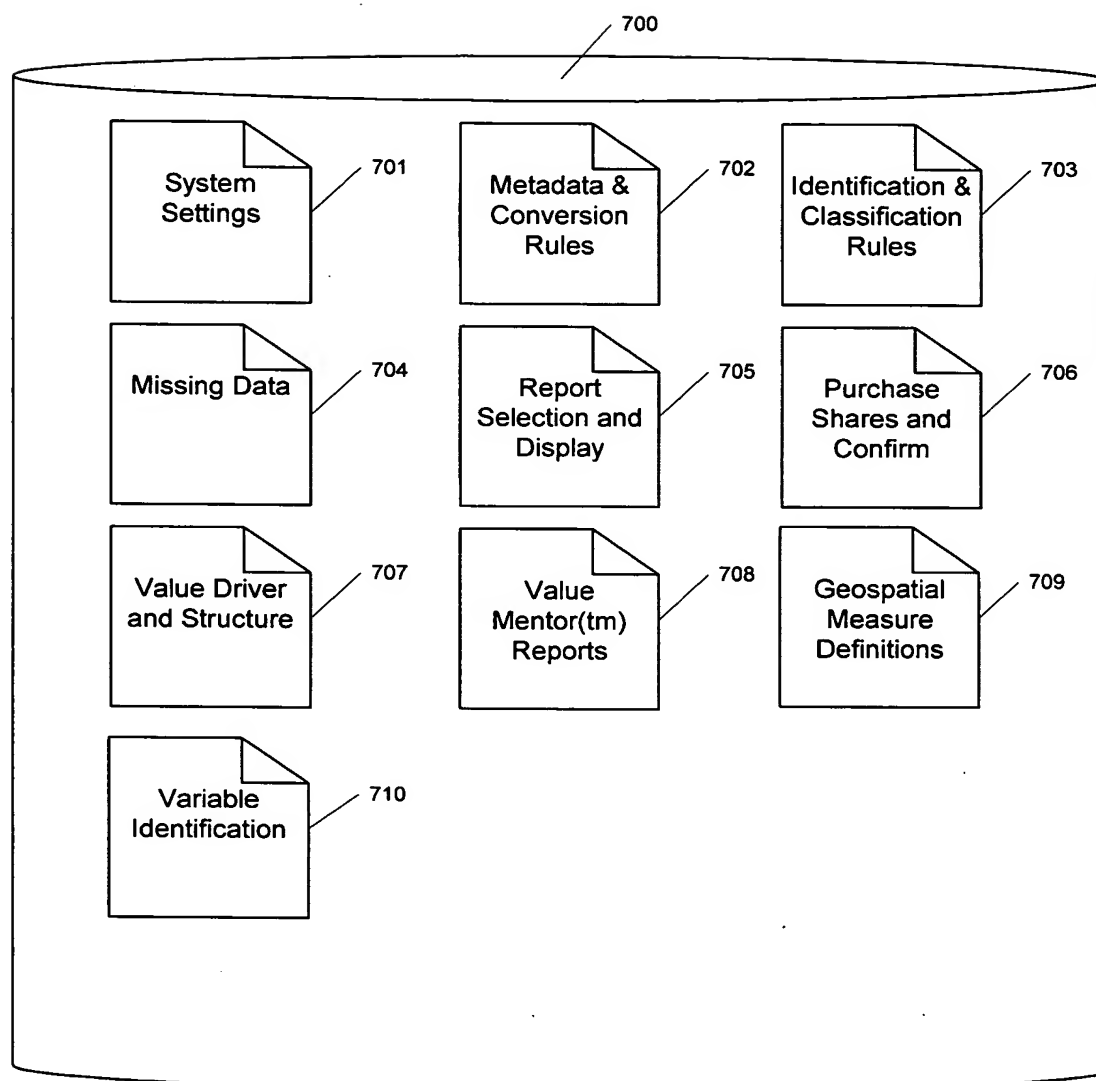 700
System
Settings
701
Metadata &
Conversion
Rules
702
Identification &
Classification
Rules
703
Missing Data
704
Report
Selection and
Display
705
Purchase
Shares and
Confirm
706
Value Driver
and Structure
707
Value
Mentor(tm)
Reports
708
Geospatial
Measure
Definitions
709
Variable
Identification
710